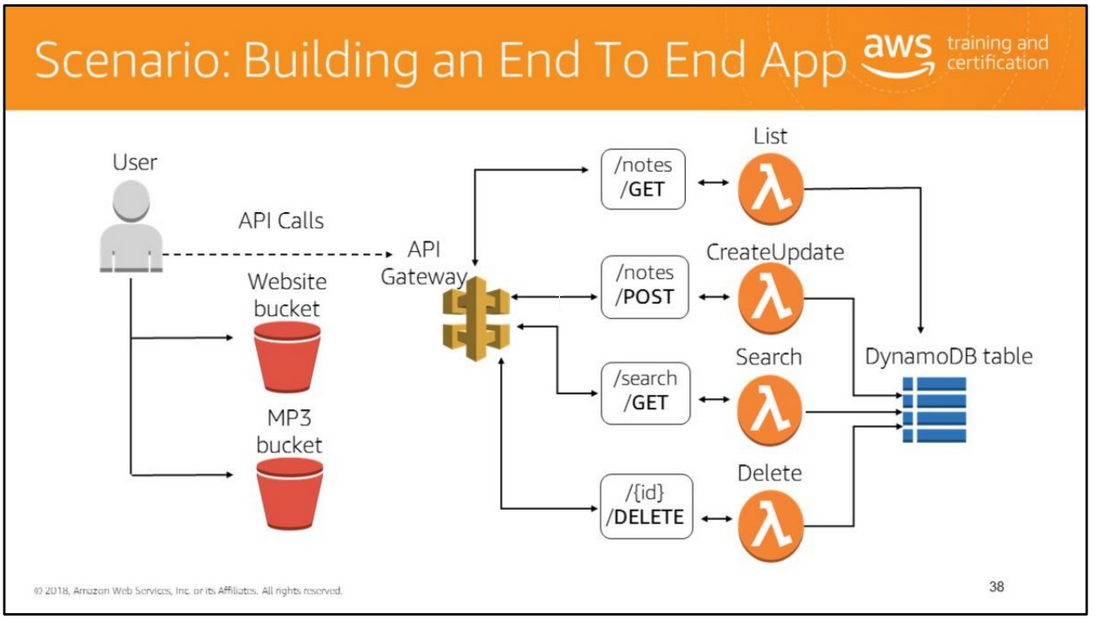 Scenario: Building an End To End App
aws training and
certification
User
API Calls
API
Gateway
Website
bucket
MP3
bucket
/notes
/GET
List
/notes
/POST
CreateUpdate
/search
/GET
Search
/{id}
/DELETE
Delete
DynamoDB table
λ
λ
λ
λ
© 2018, Amazon Web Services, Inc. or its Affiliates. All rights reserved.
38